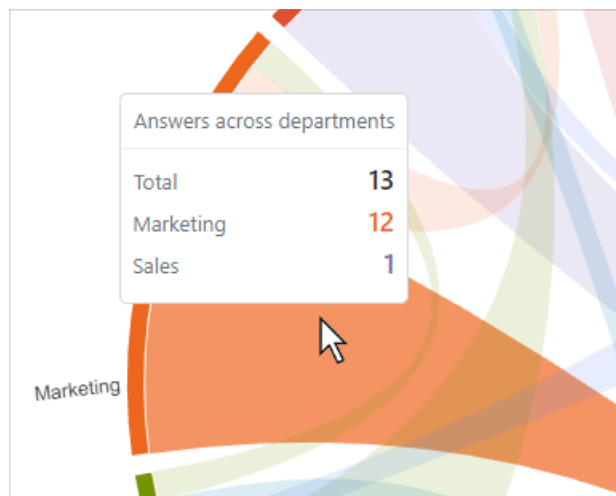 Answers across departments
Total 13
Marketing 12
Sales 1
Marketing